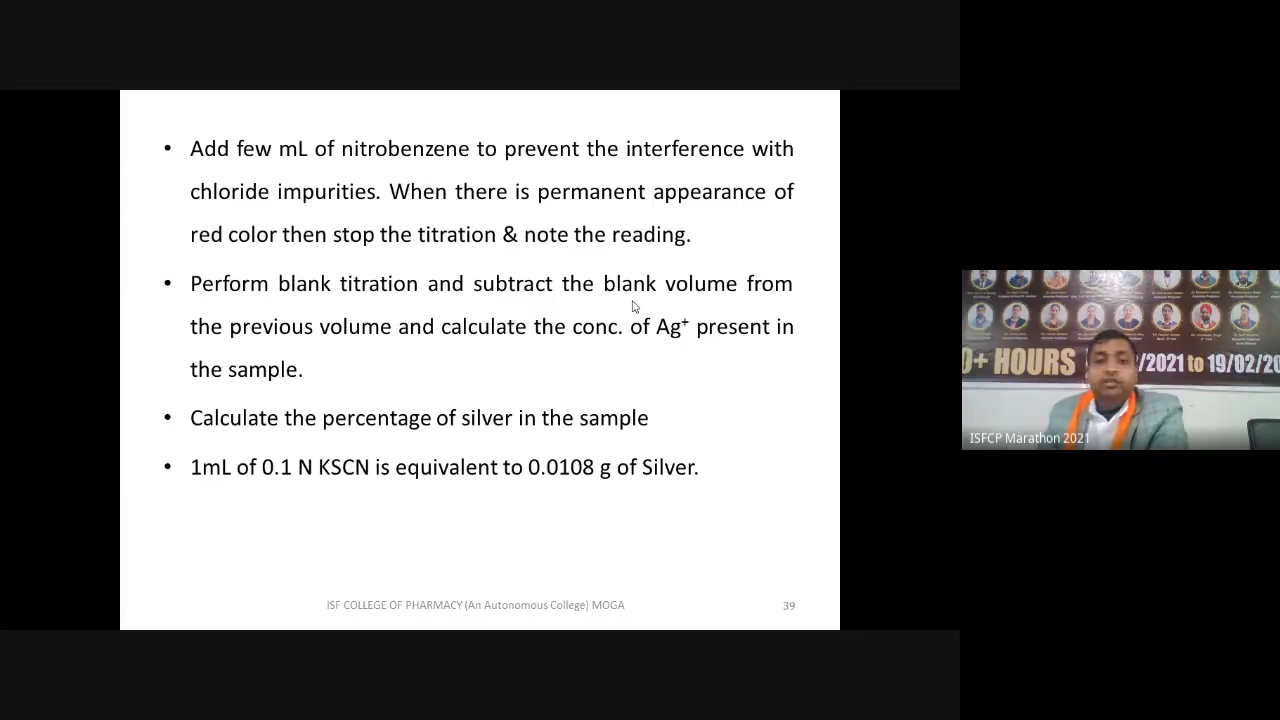 • Add few mL of nitrobenzene to prevent the interference with
chloride impurities. When there is permanent appearance of
red color then stop the titration & note the reading.
• Perform blank titration and subtract the blank volume from
the previous volume and calculate the conc. of Ag⁺ present in
the sample.
• Calculate the percentage of silver in the sample
• 1mL of 0.1 N KSCN is equivalent to 0.0108 g of Silver.
ISF COLLEGE OF PHARMACY (An Autonomous College) MOGA 39
0+ HOURS /2021 to 19/02/20
ISFCP Marathon 2021